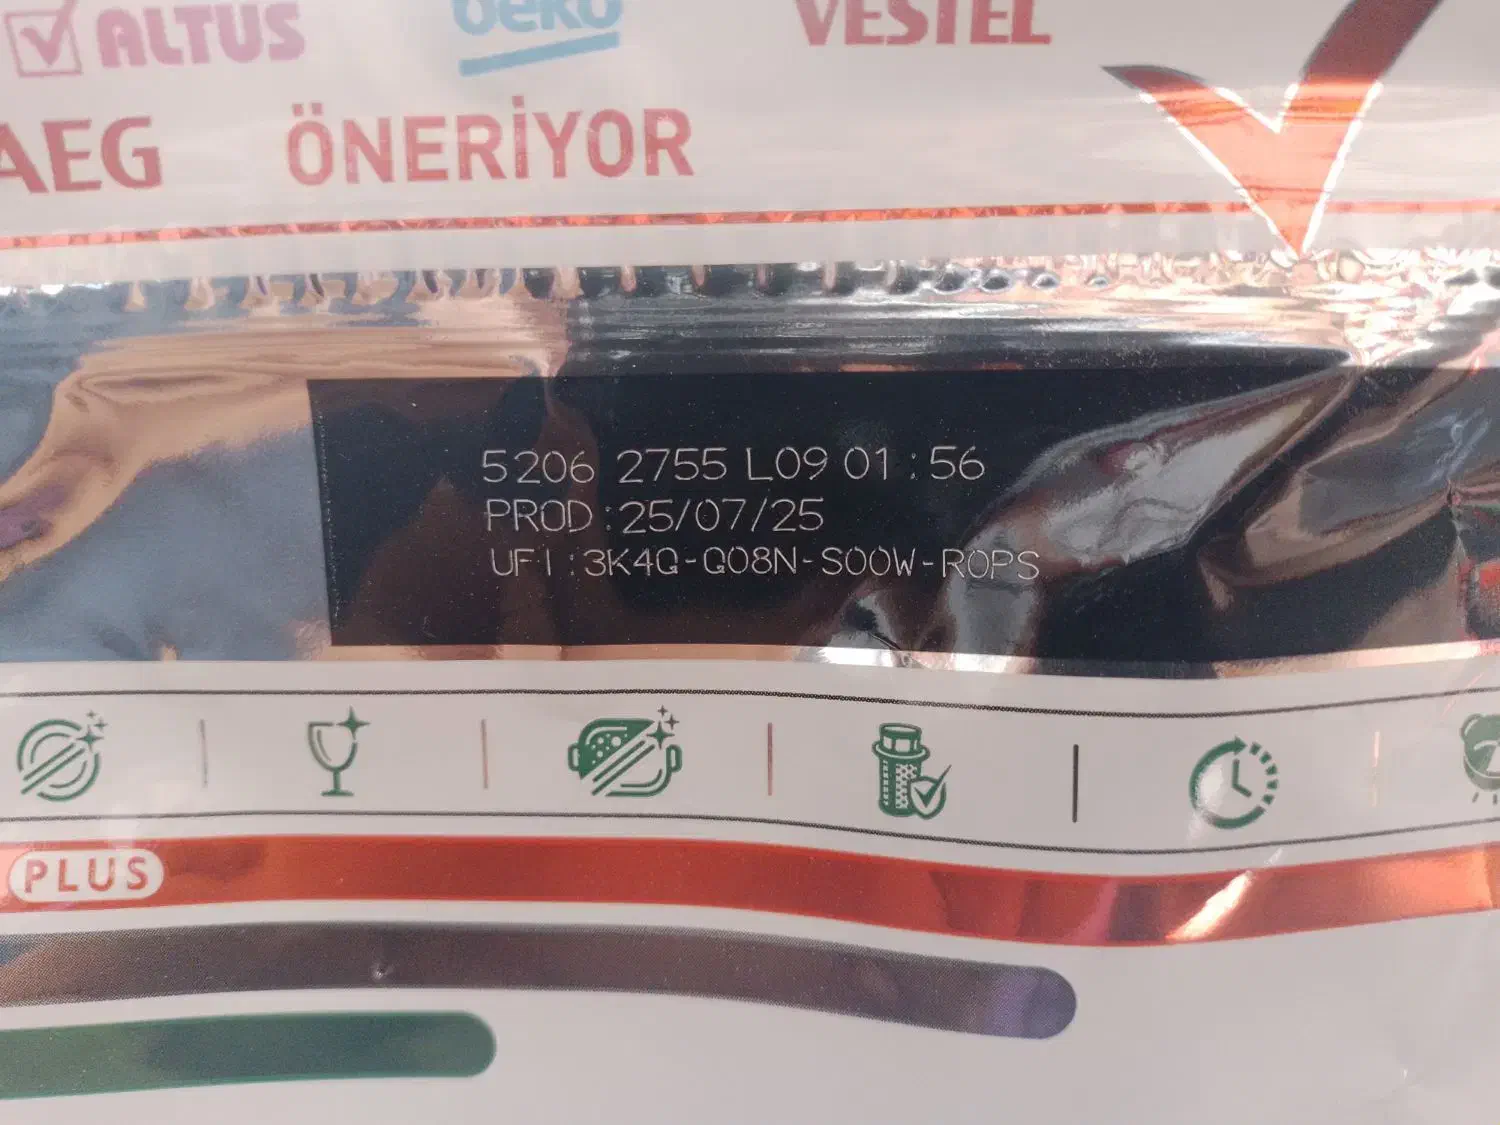 ALTUS beko VESTEL
AEG ÖNERİYOR
5206 2755 L09 01:56
PROD:25/07/25
UFI:3K4Q-Q08N-S00W-R0PS
PLUS